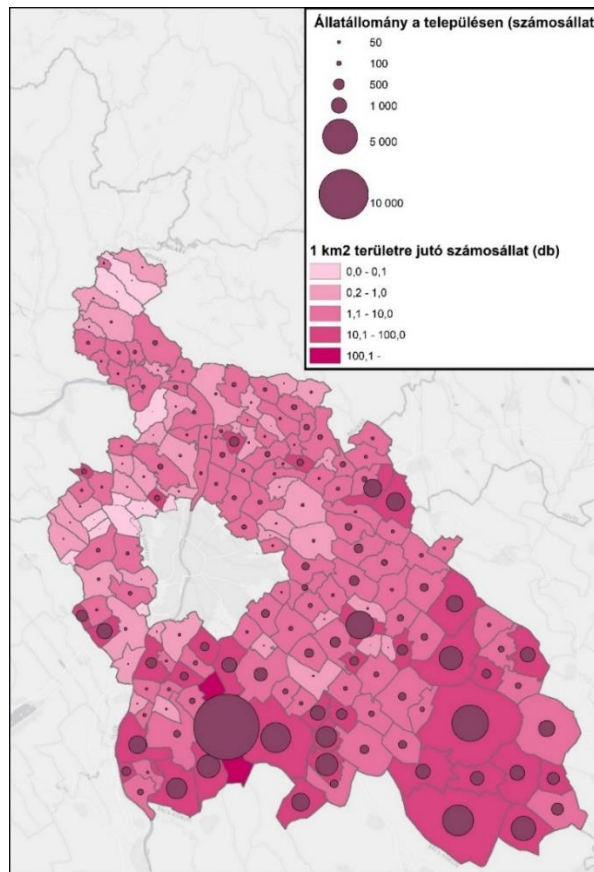 Állatállomány a településen (számosállat
50
100
500
1 000
5 000
10 000
1 km2 területre jutó számosállat (db)
0,0 - 0,1
0,2 - 1,0
1,1 - 10,0
10,1 - 100,0
100,1 -